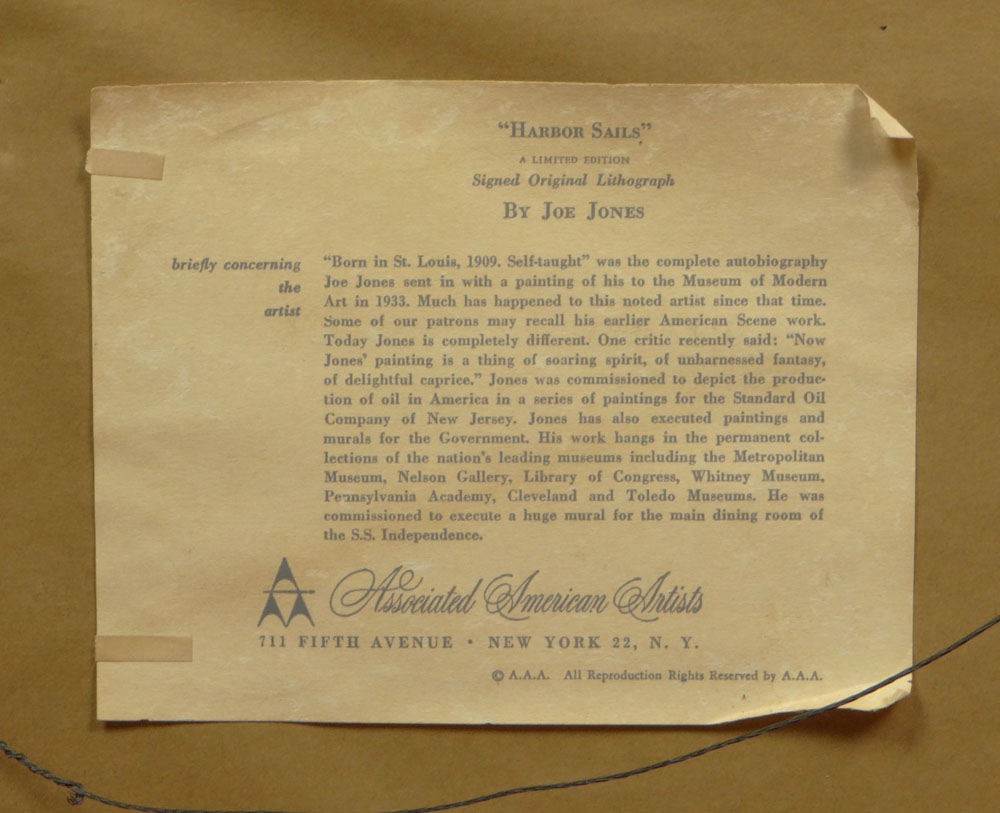 “HARBOR SAILS”
A LIMITED EDITION
Signed Original Lithograph
BY JOE JONES
briefly concerning
the
artist
“Born in St. Louis, 1909. Self-taught” was the complete autobiography
Joe Jones sent in with a painting of his to the Museum of Modern
Art in 1933. Much has happened to this noted artist since that time.
Some of our patrons may recall his earlier American Scene work.
Today Jones is completely different. One critic recently said: “Now
Jones’ painting is a thing of soaring spirit, of unharnessed fantasy,
of delightful caprice.” Jones was commissioned to depict the produc-
tion of oil in America in a series of paintings for the Standard Oil
Company of New Jersey. Jones has also executed paintings and
murals for the Government. His work hangs in the permanent col-
lections of the nation’s leading museums including the Metropolitan
Museum, Nelson Gallery, Library of Congress, Whitney Museum,
Pennsylvania Academy, Cleveland and Toledo Museums. He was
commissioned to execute a huge mural for the main dining room of
the S.S. Independence.
Associated American Artists
711 FIFTH AVENUE • NEW YORK 22, N. Y.
© A.A.A. All Reproduction Rights Reserved by A.A.A.